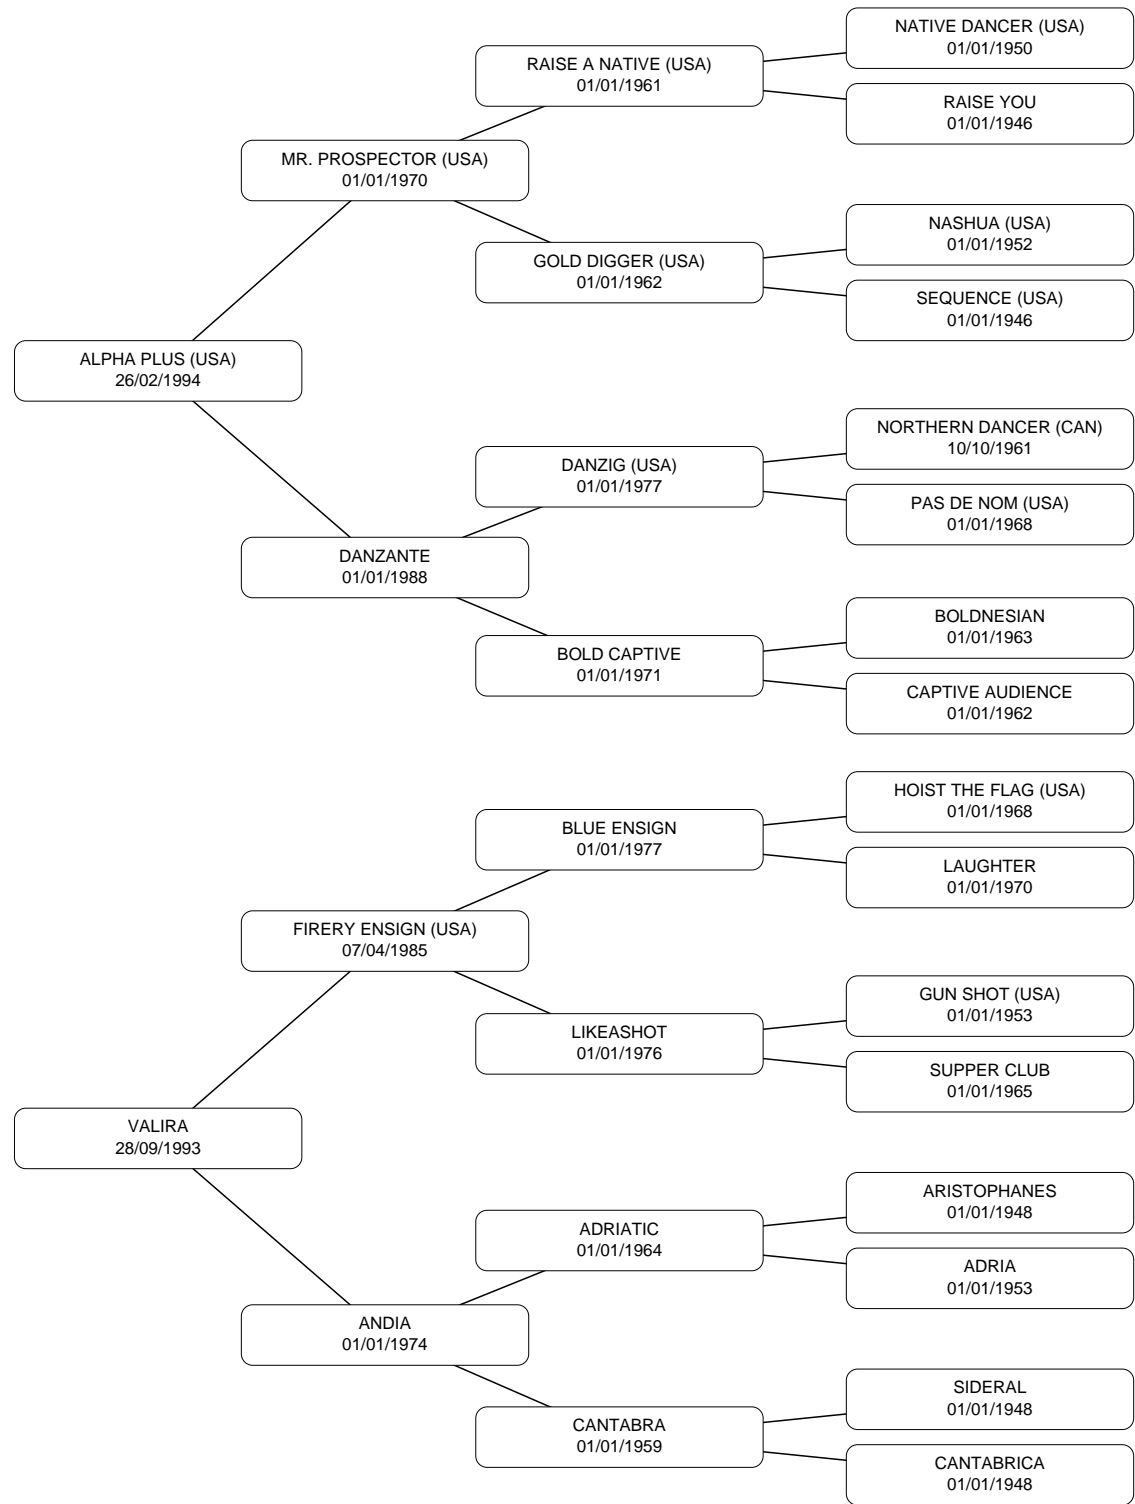 NATIVE DANCER (USA)
01/01/1950
RAISE A NATIVE (USA)
01/01/1961
RAISE YOU
01/01/1946
MR. PROSPECTOR (USA)
01/01/1970
NASHUA (USA)
01/01/1952
GOLD DIGGER (USA)
01/01/1962
SEQUENCE (USA)
01/01/1946
ALPHA PLUS (USA)
26/02/1994
NORTHERN DANCER (CAN)
10/10/1961
DANZIG (USA)
01/01/1977
PAS DE NOM (USA)
01/01/1968
DANZANTE
01/01/1988
BOLDNESIAN
01/01/1963
BOLD CAPTIVE
01/01/1971
CAPTIVE AUDIENCE
01/01/1962
HOIST THE FLAG (USA)
01/01/1968
BLUE ENSIGN
01/01/1977
LAUGHTER
01/01/1970
FIRERY ENSIGN (USA)
07/04/1985
GUN SHOT (USA)
01/01/1953
LIKEASHOT
01/01/1976
SUPPER CLUB
01/01/1965
VALIRA
28/09/1993
ARISTOPHANES
01/01/1948
ADRIATIC
01/01/1964
ADRIA
01/01/1953
ANDIA
01/01/1974
SIDERAL
01/01/1948
CANTABRA
01/01/1959
CANTABRICA
01/01/1948